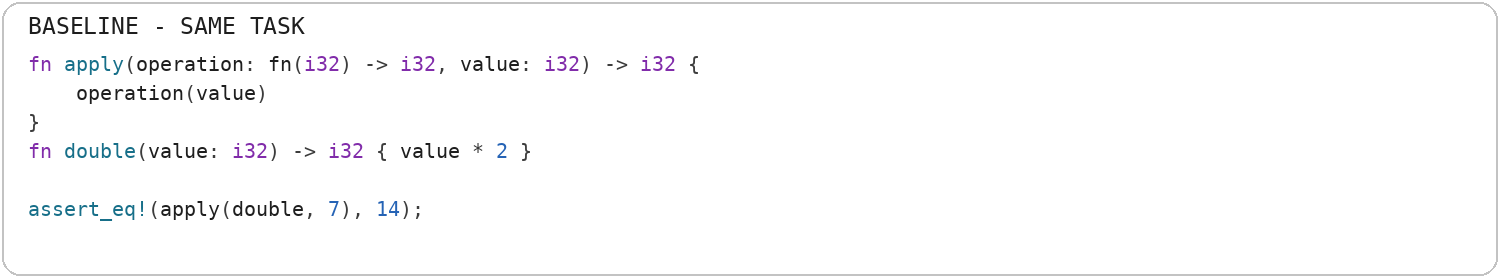 BASELINE - SAME TASK
fn apply(operation: fn(i32) -> i32, value: i32) -> i32 {
    operation(value)
}
fn double(value: i32) -> i32 { value * 2 }

assert_eq!(apply(double, 7), 14);